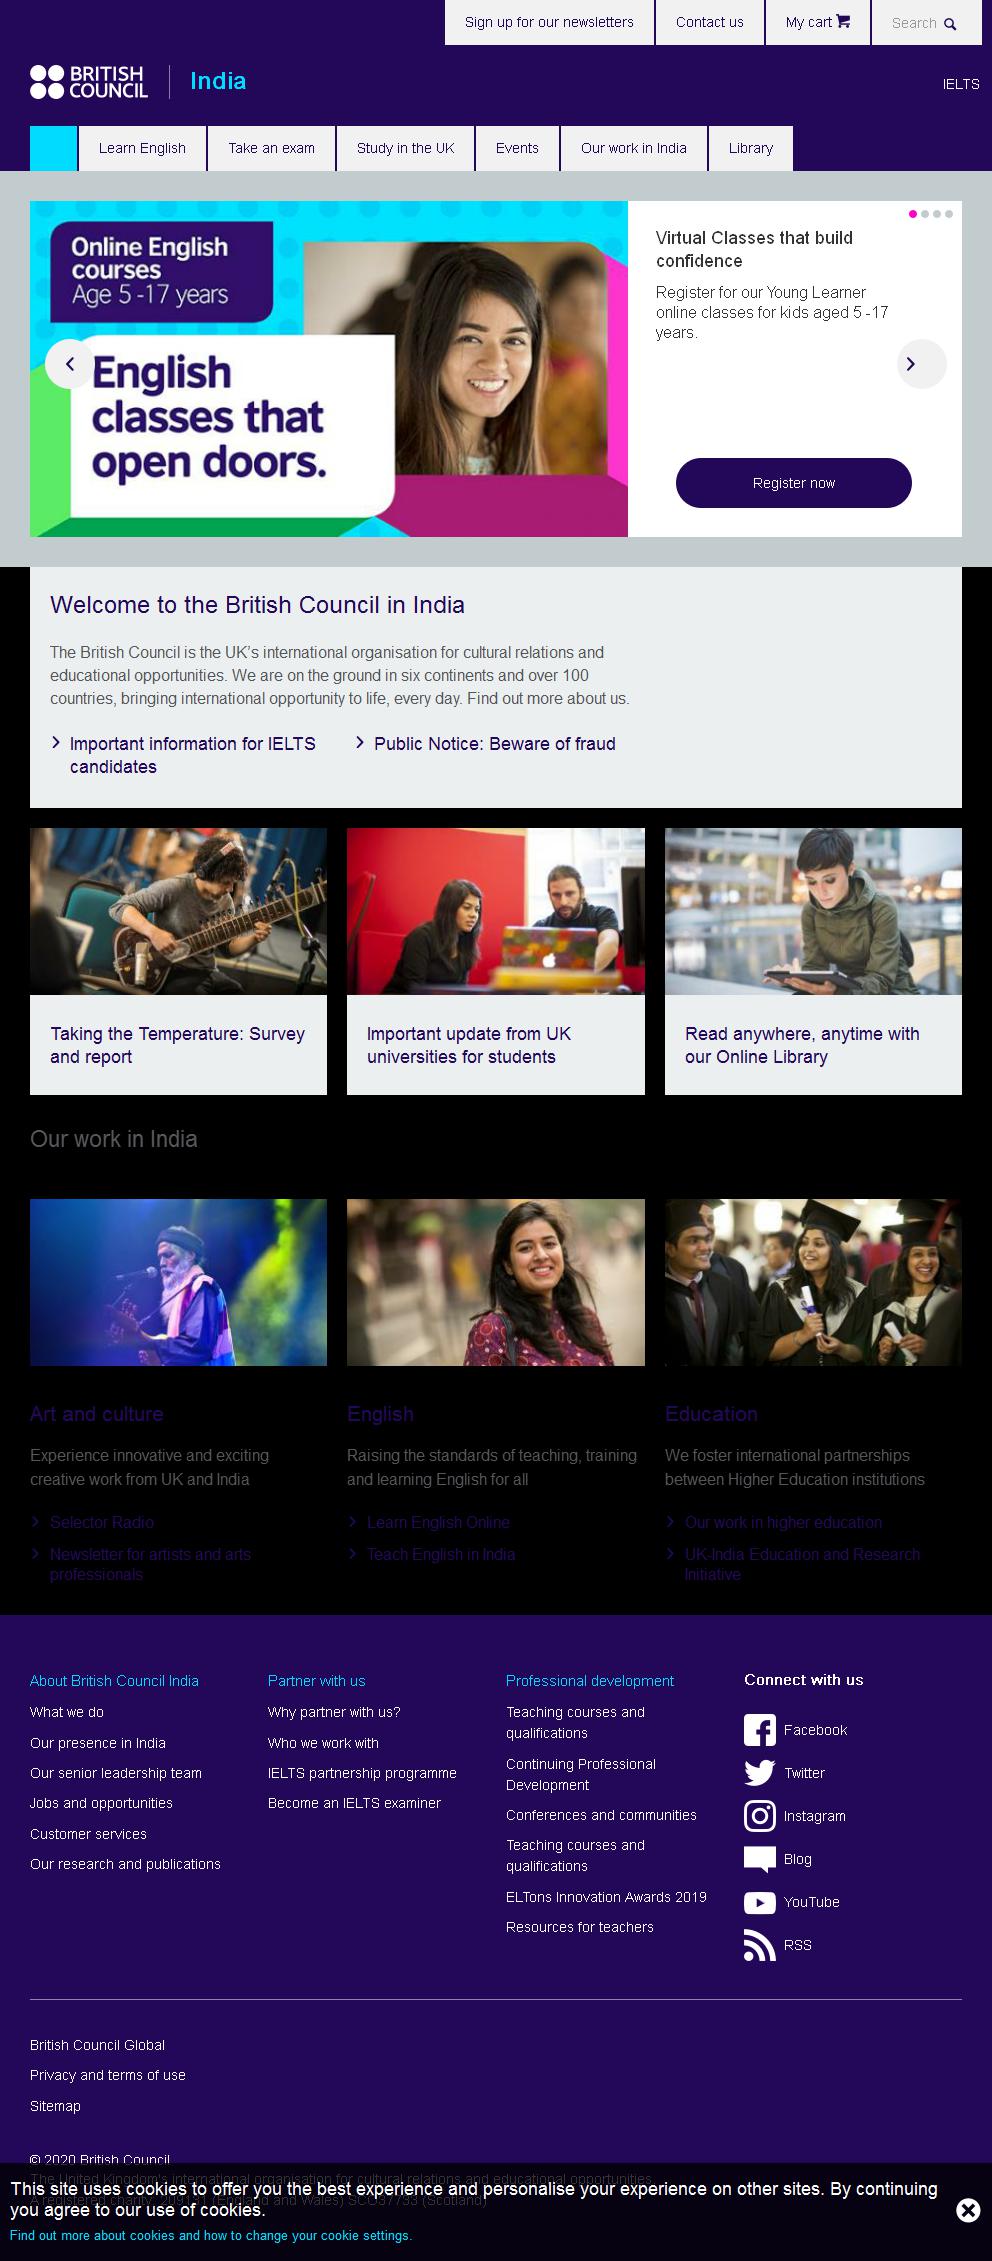 Sign up for our newsletters
Contact us
My cart
Search
BRITISH
COUNCIL
India
IELTS
Learn English
Take an exam
Study in the UK
Events
Our work in India
Library
Online English
courses
Age 5 -17 years
English
classes that
open doors.
Virtual Classes that build
confidence
Register for our Young Learner
online classes for kids aged 5 -17
years.
Register now
Welcome to the British Council in India
The British Council is the UK's international organisation for cultural relations and
educational opportunities. We are on the ground in six continents and over 100
countries, bringing international opportunity to life, every day. Find out more about us.
Important information for IELTS
candidates
Public Notice: Beware of fraud
Taking the Temperature: Survey
and report
Important update from UK
universities for students
Read anywhere, anytime with
our Online Library
Our work in India
Art and culture
Experience innovative and exciting
creative work from UK and India
Selector Radio
Newsletter for artists and arts
professionals
English
Raising the standards of teaching, training
and learning English for all
Learn English Online
Teach English in India
Education
We foster international partnerships
between Higher Education institutions
Our work in higher education
UK-India Education and Research
Initiative
About British Council India
What we do
Our presence in India
Our senior leadership team
Jobs and opportunities
Customer services
Our research and publications
Partner with us
Why partner with us?
Who we work with
IELTS partnership programme
Become an IELTS examiner
Professional development
Teaching courses and
qualifications
Continuing Professional
Development
Conferences and communities
Teaching courses and
qualifications
ELTons Innovation Awards 2019
Resources for teachers
Connect with us
Facebook
Twitter
Instagram
Blog
YouTube
RSS
British Council Global
Privacy and terms of use
Sitemap
© 2020 British Council
The United Kingdom's international organisation for cultural relations and educational opportunities.
A registered charity: 209131 (England and Wales) SC037733 (Scotland)
This site uses cookies to offer you the best experience and personalise your experience on other sites. By continuing
you agree to our use of cookies.
Find out more about cookies and how to change your cookie settings.